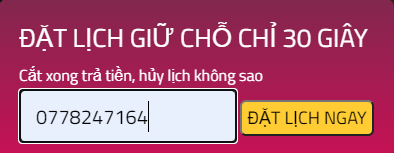 ĐẶT LỊCH GIỮ CHỖ CHỈ 30 GIÂY
Cắt xong trả tiền, hủy lịch không sao
0778247164
ĐẶT LỊCH NGAY